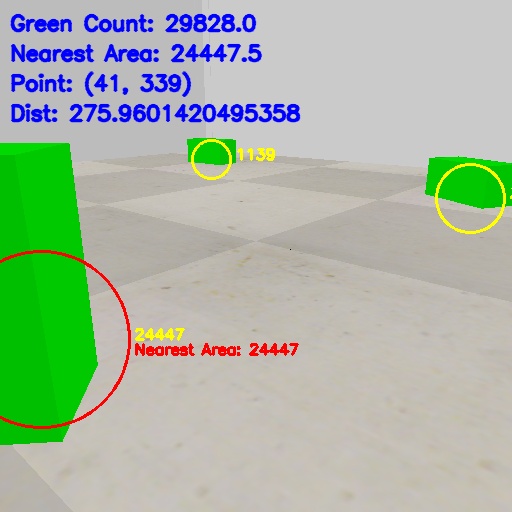 Green Count: 29828.0
Nearest Area: 24447.5
Point: (41, 339)
Dist: 275.9601420495358
1139
24447
Nearest Area: 24447